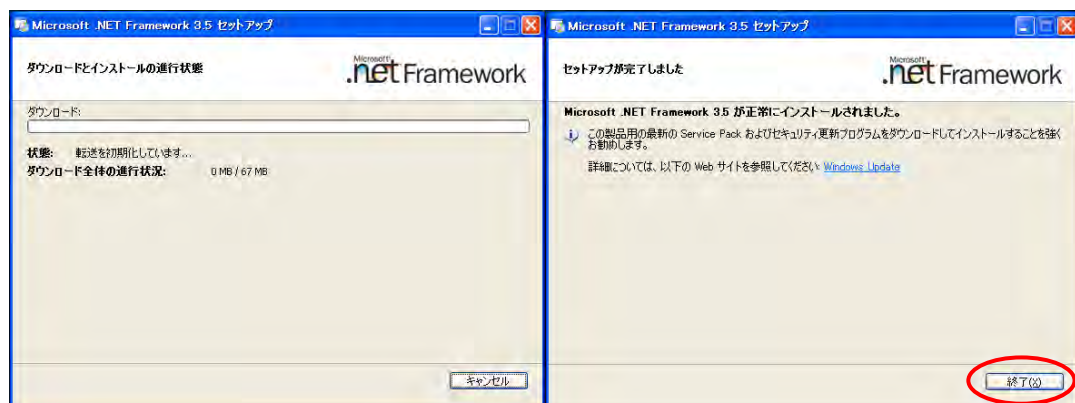 Microsoft .NET Framework 3.5 セットアップ
ダウンロードとインストールの進行状態
Microsoft
.net Framework
ダウンロード:
状態: 転送を初期化しています...
ダウンロード全体の進行状況: 0 MB / 67 MB
キャンセル
Microsoft .NET Framework 3.5 セットアップ
セットアップが完了しました
Microsoft
.net Framework
Microsoft .NET Framework 3.5 が正常にインストールされました。
この製品用の最新の Service Pack およびセキュリティ更新プログラムをダウンロードしてインストールすることを強く
お勧めします。
詳細については、以下の Web サイトを参照してください: Windows Update
終了(X)